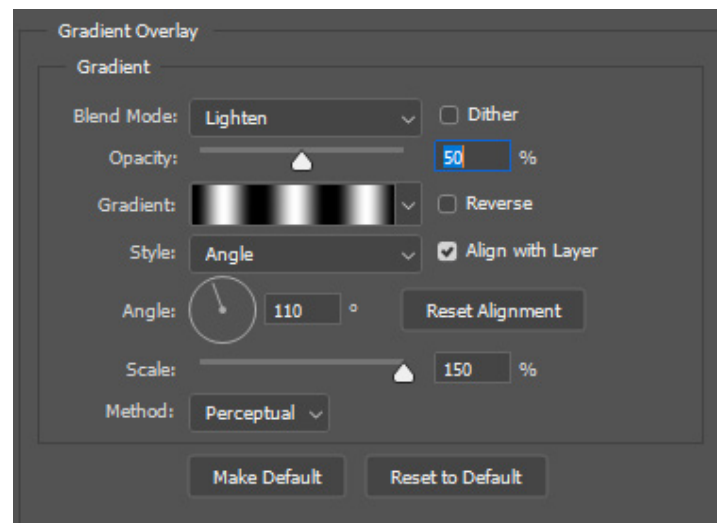 Gradient Overlay
Gradient
Blend Mode: Lighten Dither
Opacity: 50 %
Gradient: Reverse
Style: Angle Align with Layer
Angle: 110 ° Reset Alignment
Scale: 150 %
Method: Perceptual
Make Default Reset to Default